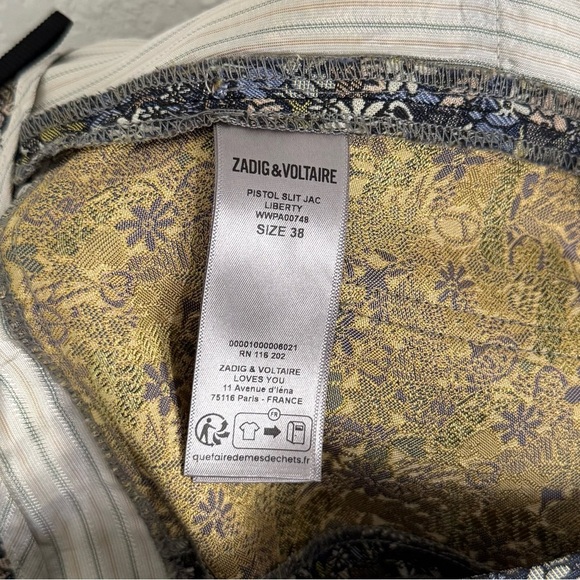 ZADIG & VOLTAIRE
PISTOL SLIT JAC
LIBERTY
WWPA00748
SIZE 38
00001000006021
RN 116 202
ZADIG & VOLTAIRE
LOVES YOU
11 Avenue d'Iéna
75116 Paris - FRANCE
FR
quefairedemesdechets.fr